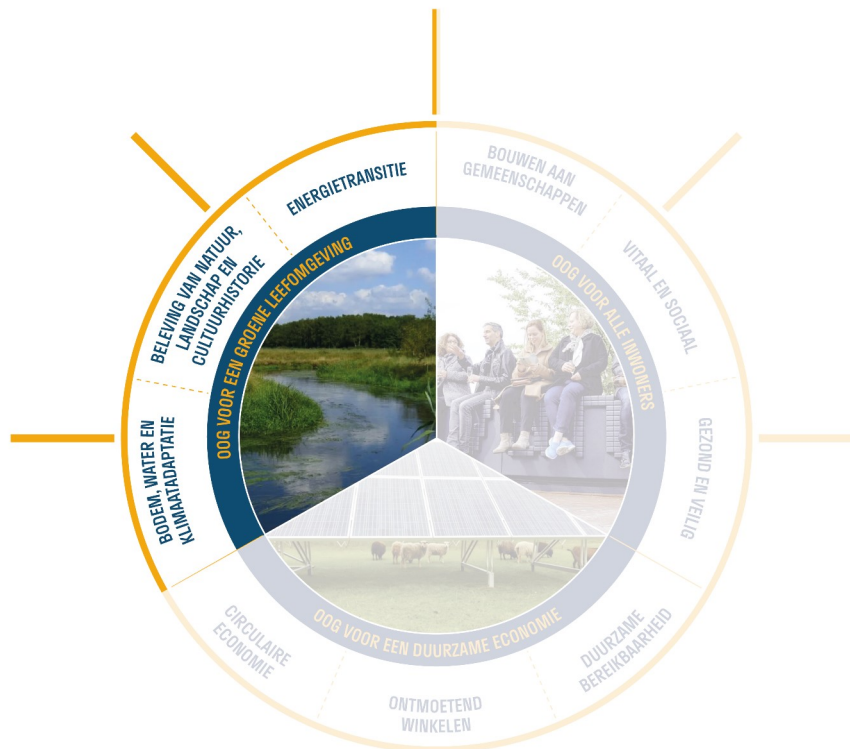 ENERGIETRANSITIE
BELEVING VAN NATUUR,
LANDSCHAP EN
CULTUURHISTORIE
BODEM, WATER EN
KLIMAATADAPTATIE
OOG VOOR EEN GROENE LEEFOMGEVING
BOUWEN AAN
GEMEENSCHAPPEN
VITAAL EN SOCIAAL
GEZOND EN VEILIG
OOG VOOR ALLE INWONERS
DUURZAME
BEREIKBAARHEID
ONTMOETEND
WINKELEN
CIRCULAIRE
ECONOMIE
OOG VOOR EEN DUURZAME ECONOMIE